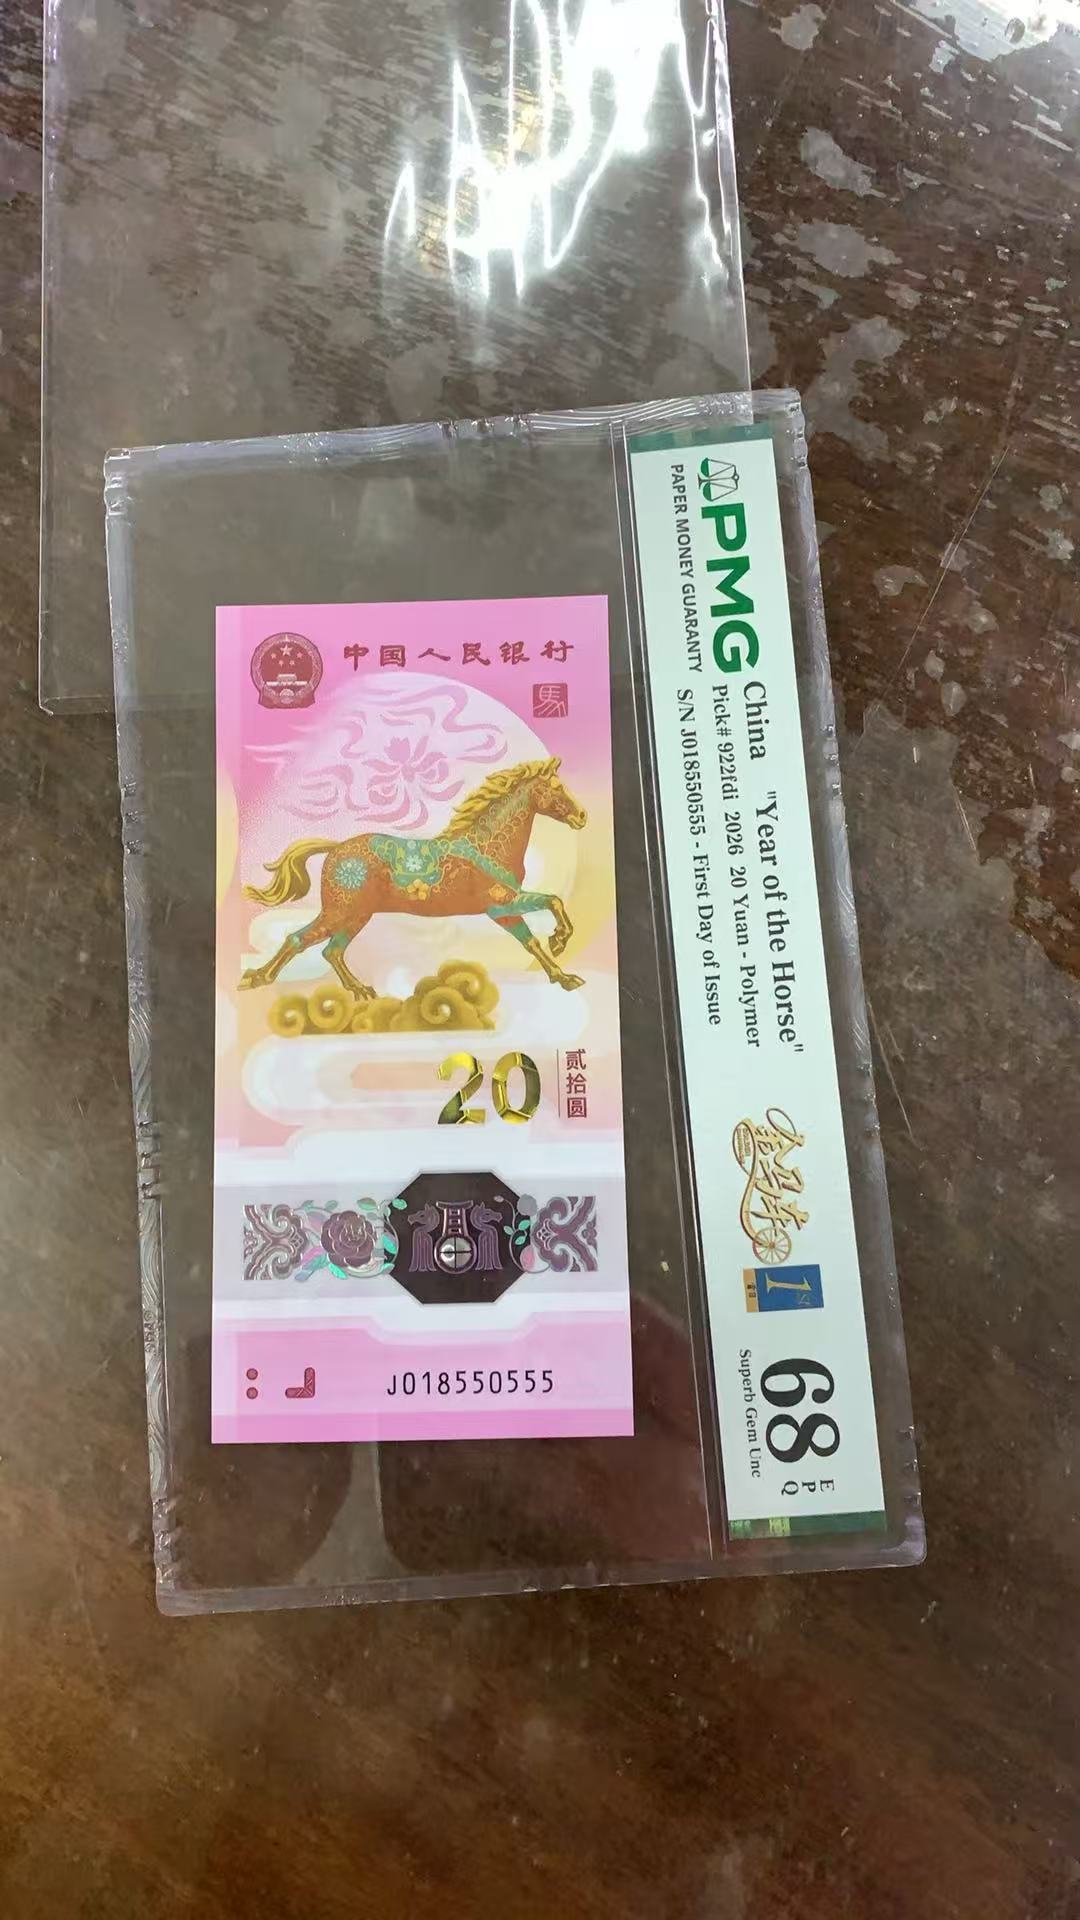 中国人民银行
馬
20
贰拾圆
J018550555
PMG
PAPER MONEY GUARANTY
China "Year of the Horse"
Pick# 922fdi 2026 20 Yuan - Polymer
S/N J018550555 - First Day of Issue
1st
68
EPQ
Superb Gem Unc